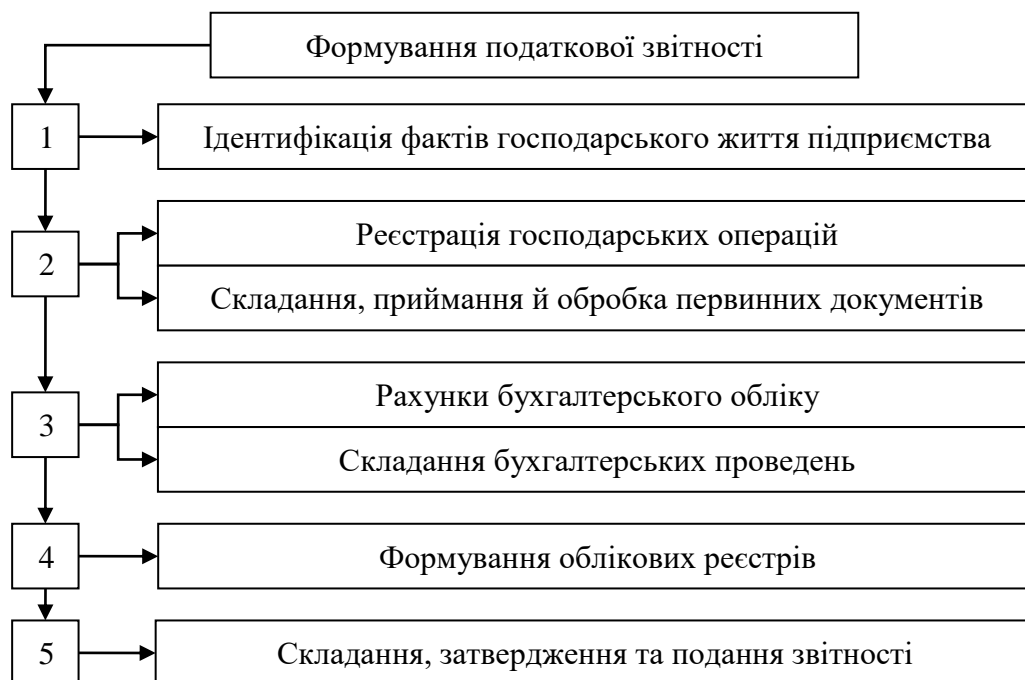 Формування податкової звітності
1
Ідентифікація фактів господарського життя підприємства
2
Реєстрація господарських операцій
Складання, приймання й обробка первинних документів
3
Рахунки бухгалтерського обліку
Складання бухгалтерських проведень
4
Формування облікових реєстрів
5
Складання, затвердження та подання звітності